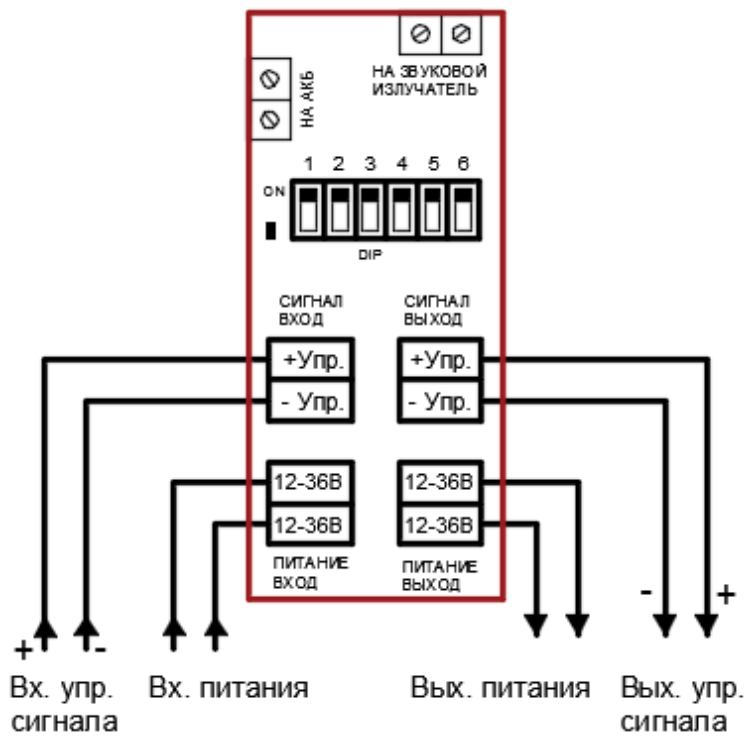 НА ЗВУКОВОЙ
ИЗЛУЧАТЕЛЬ
НА АКБ
1 2 3 4 5 6
ON
DIP
СИГНАЛ
ВХОД
СИГНАЛ
ВЫХОД
+Упр.
- Упр.
+Упр.
- Упр.
12-36В
12-36В
12-36В
12-36В
ПИТАНИЕ
ВХОД
ПИТАНИЕ
ВЫХОД
+ -
- +
Вх. упр.
сигнала
Вх. питания
Вых. питания
Вых. упр.
сигнала